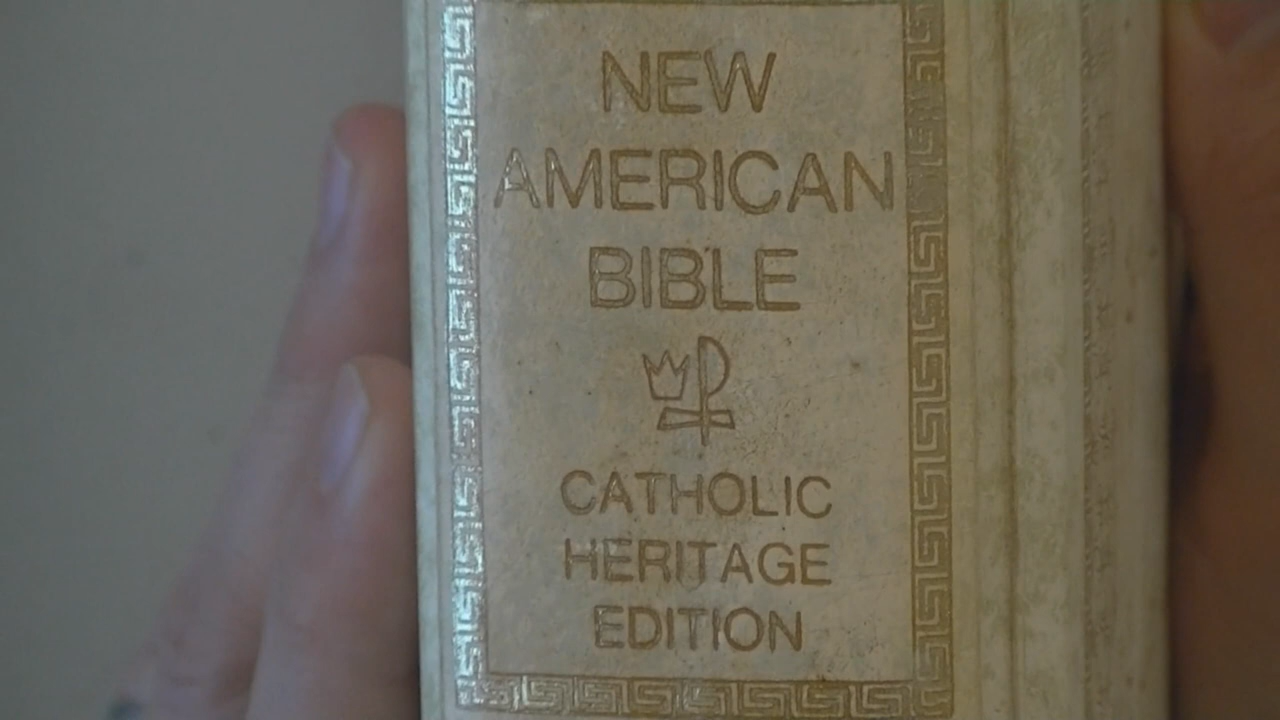 NEW
AMERICAN
BIBLE
CATHOLIC
HERITAGE
EDITION